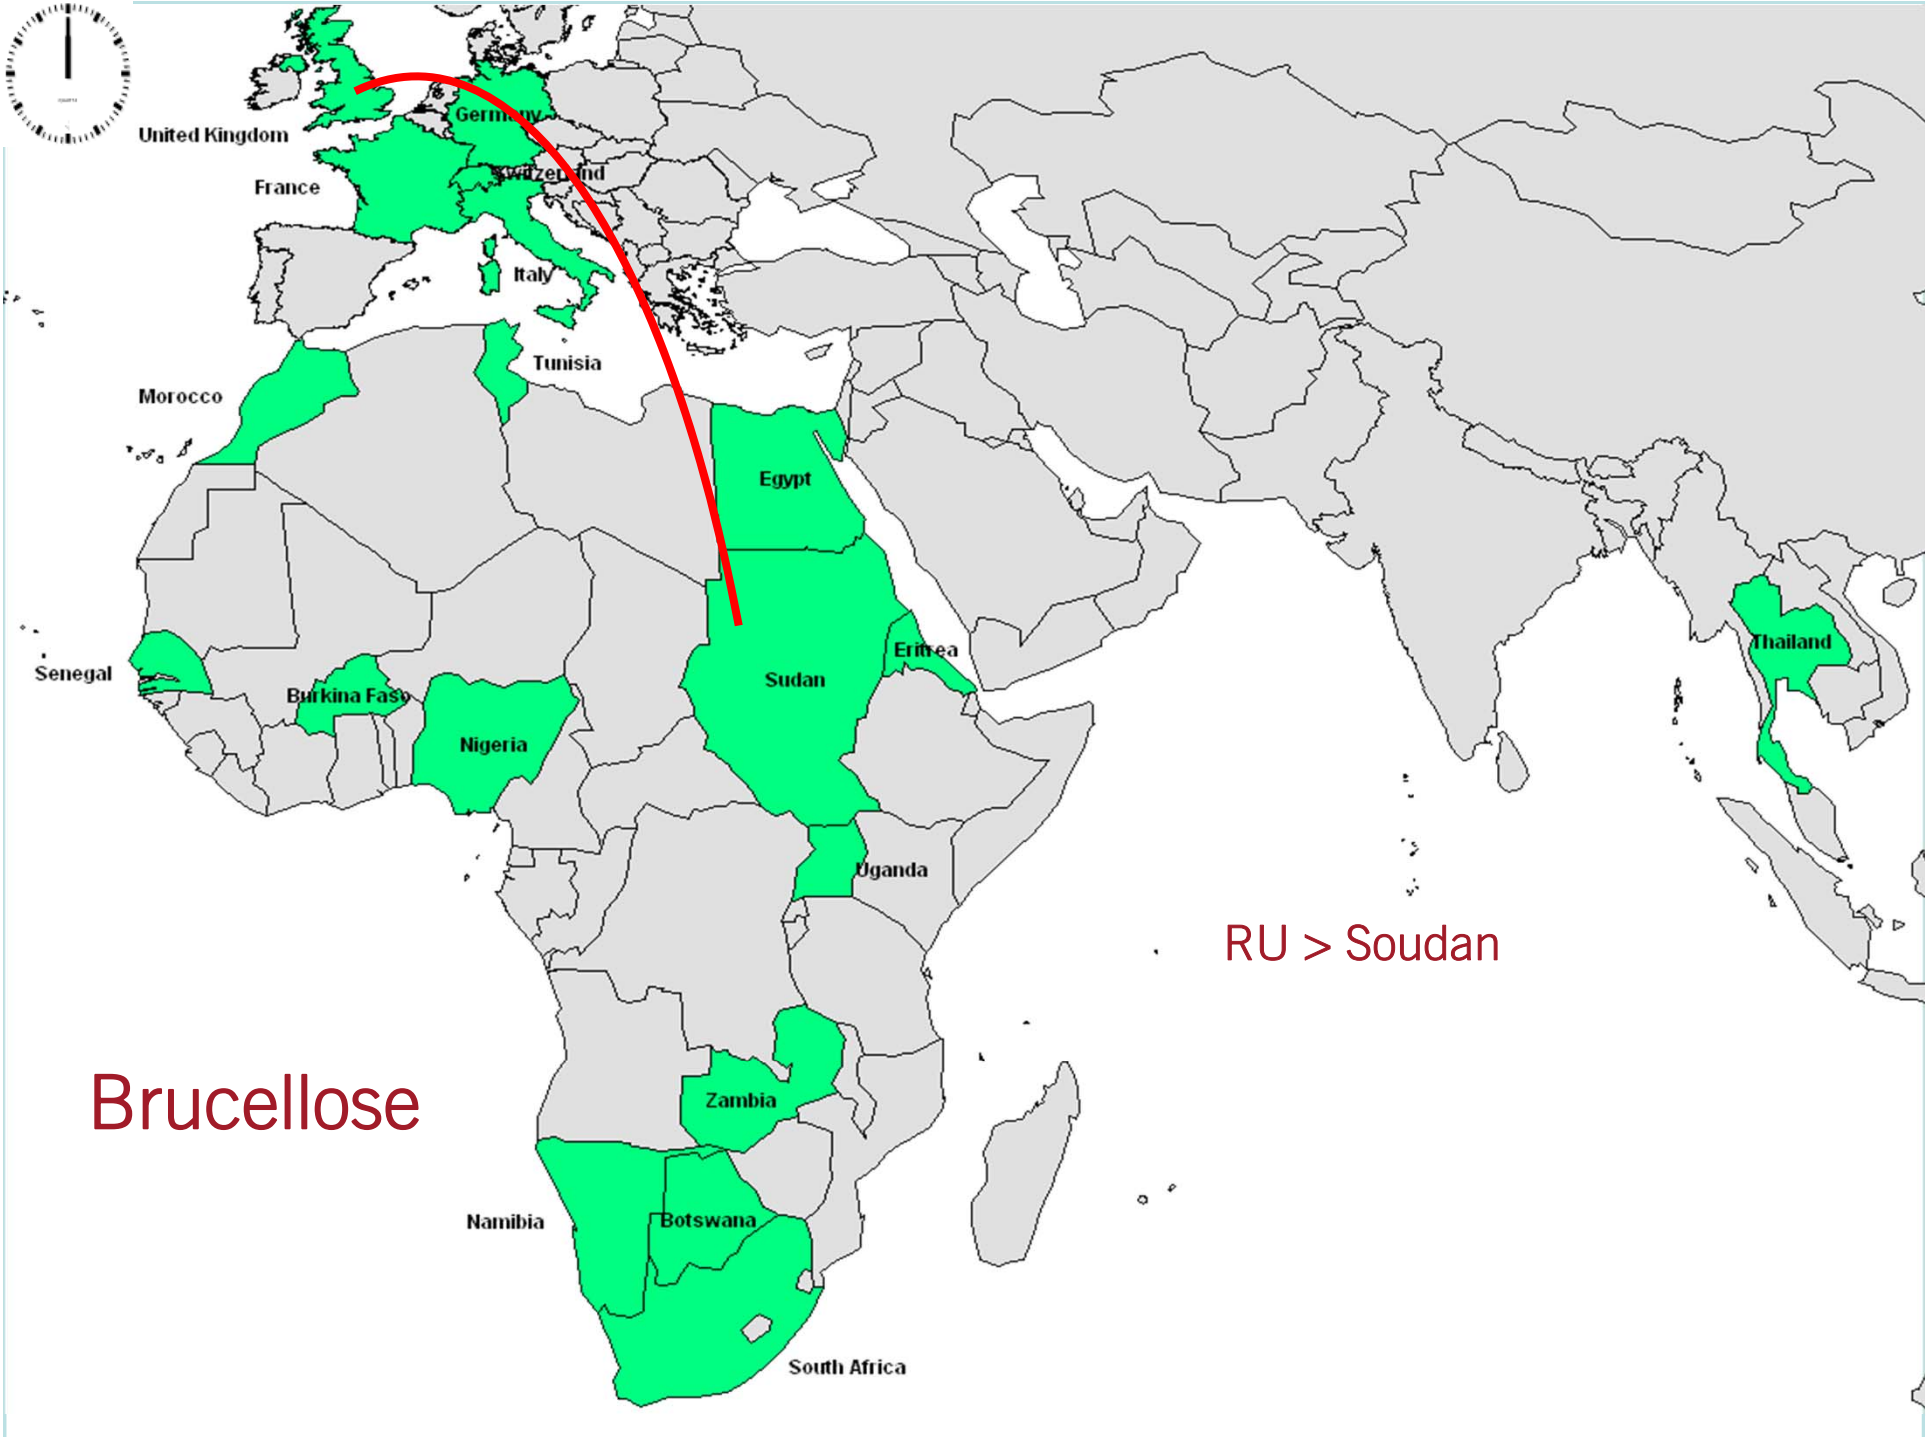 Germany
United Kingdom
Switzerland
France
Italy
Tunisia
Morocco
Egypt
Thailand
Eritrea
Senegal
Sudan
Burkina Faso
Nigeria
Uganda
RU > Soudan
Brucellose
Zambia
Botswana
Namibia
South Africa